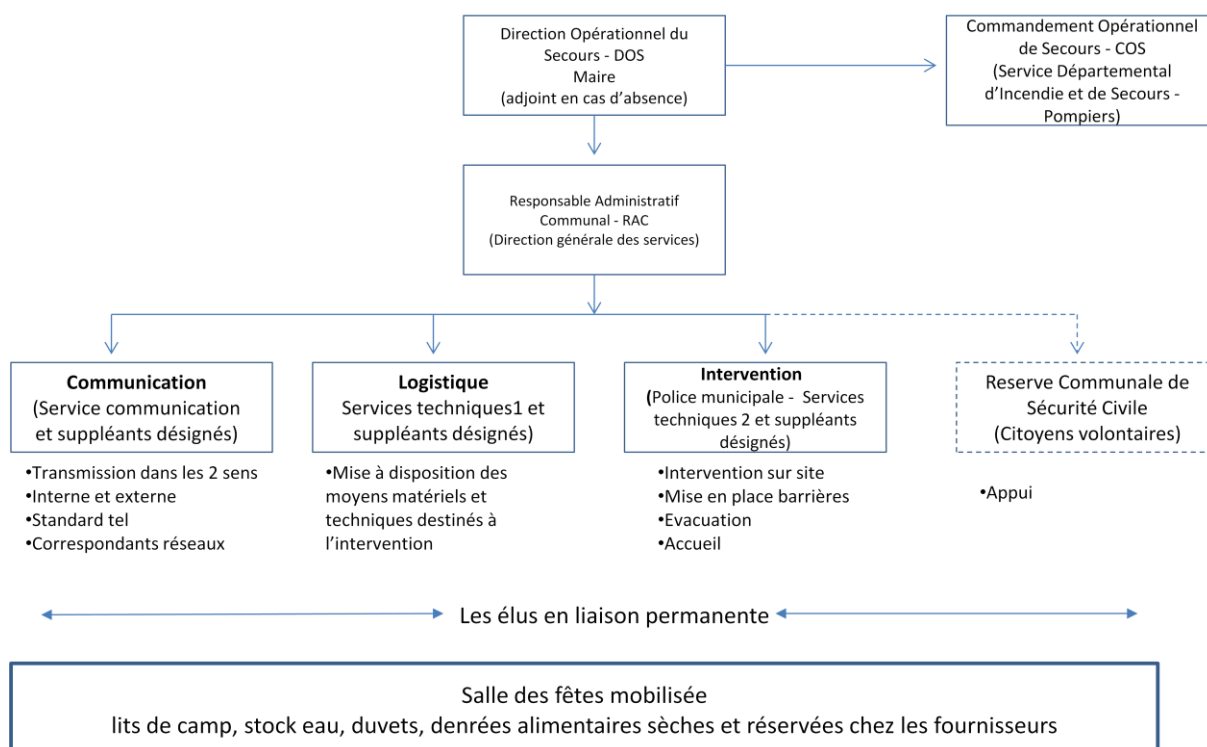 Direction Opérationnel du
Secours - DOS
Maire
(adjoint en cas d’absence)
Commandement Opérationnel
de Secours - COS
(Service Départemental
d’Incendie et de Secours -
Pompiers)
Responsable Administratif
Communal - RAC
(Direction générale des services)
Communication
(Service communication
et suppléants désignés)
•Transmission dans les 2 sens
•Interne et externe
•Standard tel
•Correspondants réseaux
Logistique
Services techniques1 et
suppléants désignés)
•Mise à disposition des
moyens matériels et
techniques destinés à
l’intervention
Intervention
(Police municipale - Services
techniques 2 et suppléants
désignés)
•Intervention sur site
•Mise en place barrières
•Evacuation
•Accueil
Reserve Communale de
Sécurité Civile
(Citoyens volontaires)
•Appui
Les élus en liaison permanente
Salle des fêtes mobilisée
lits de camp, stock eau, duvets, denrées alimentaires sèches et réservées chez les fournisseurs